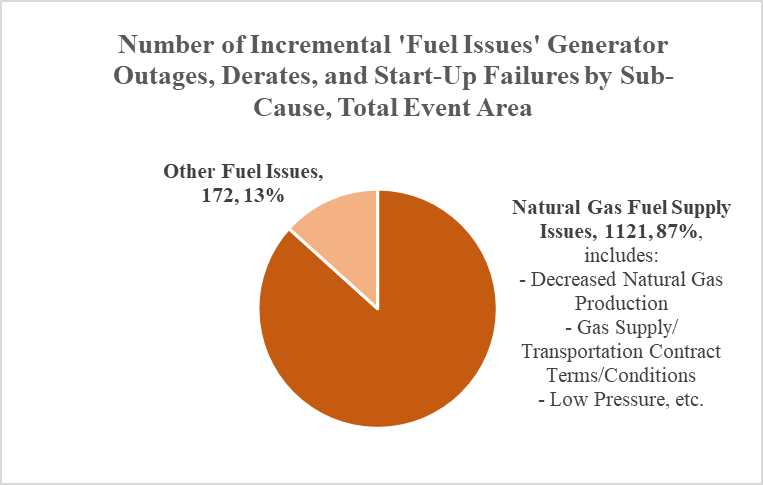 Number of Incremental 'Fuel Issues' Generator
Outages, Derates, and Start-Up Failures by Sub-
Cause, Total Event Area
Other Fuel Issues,
172, 13%
Natural Gas Fuel Supply
Issues, 1121, 87%,
includes:
- Decreased Natural Gas
Production
- Gas Supply/
Transportation Contract
Terms/Conditions
- Low Pressure, etc.